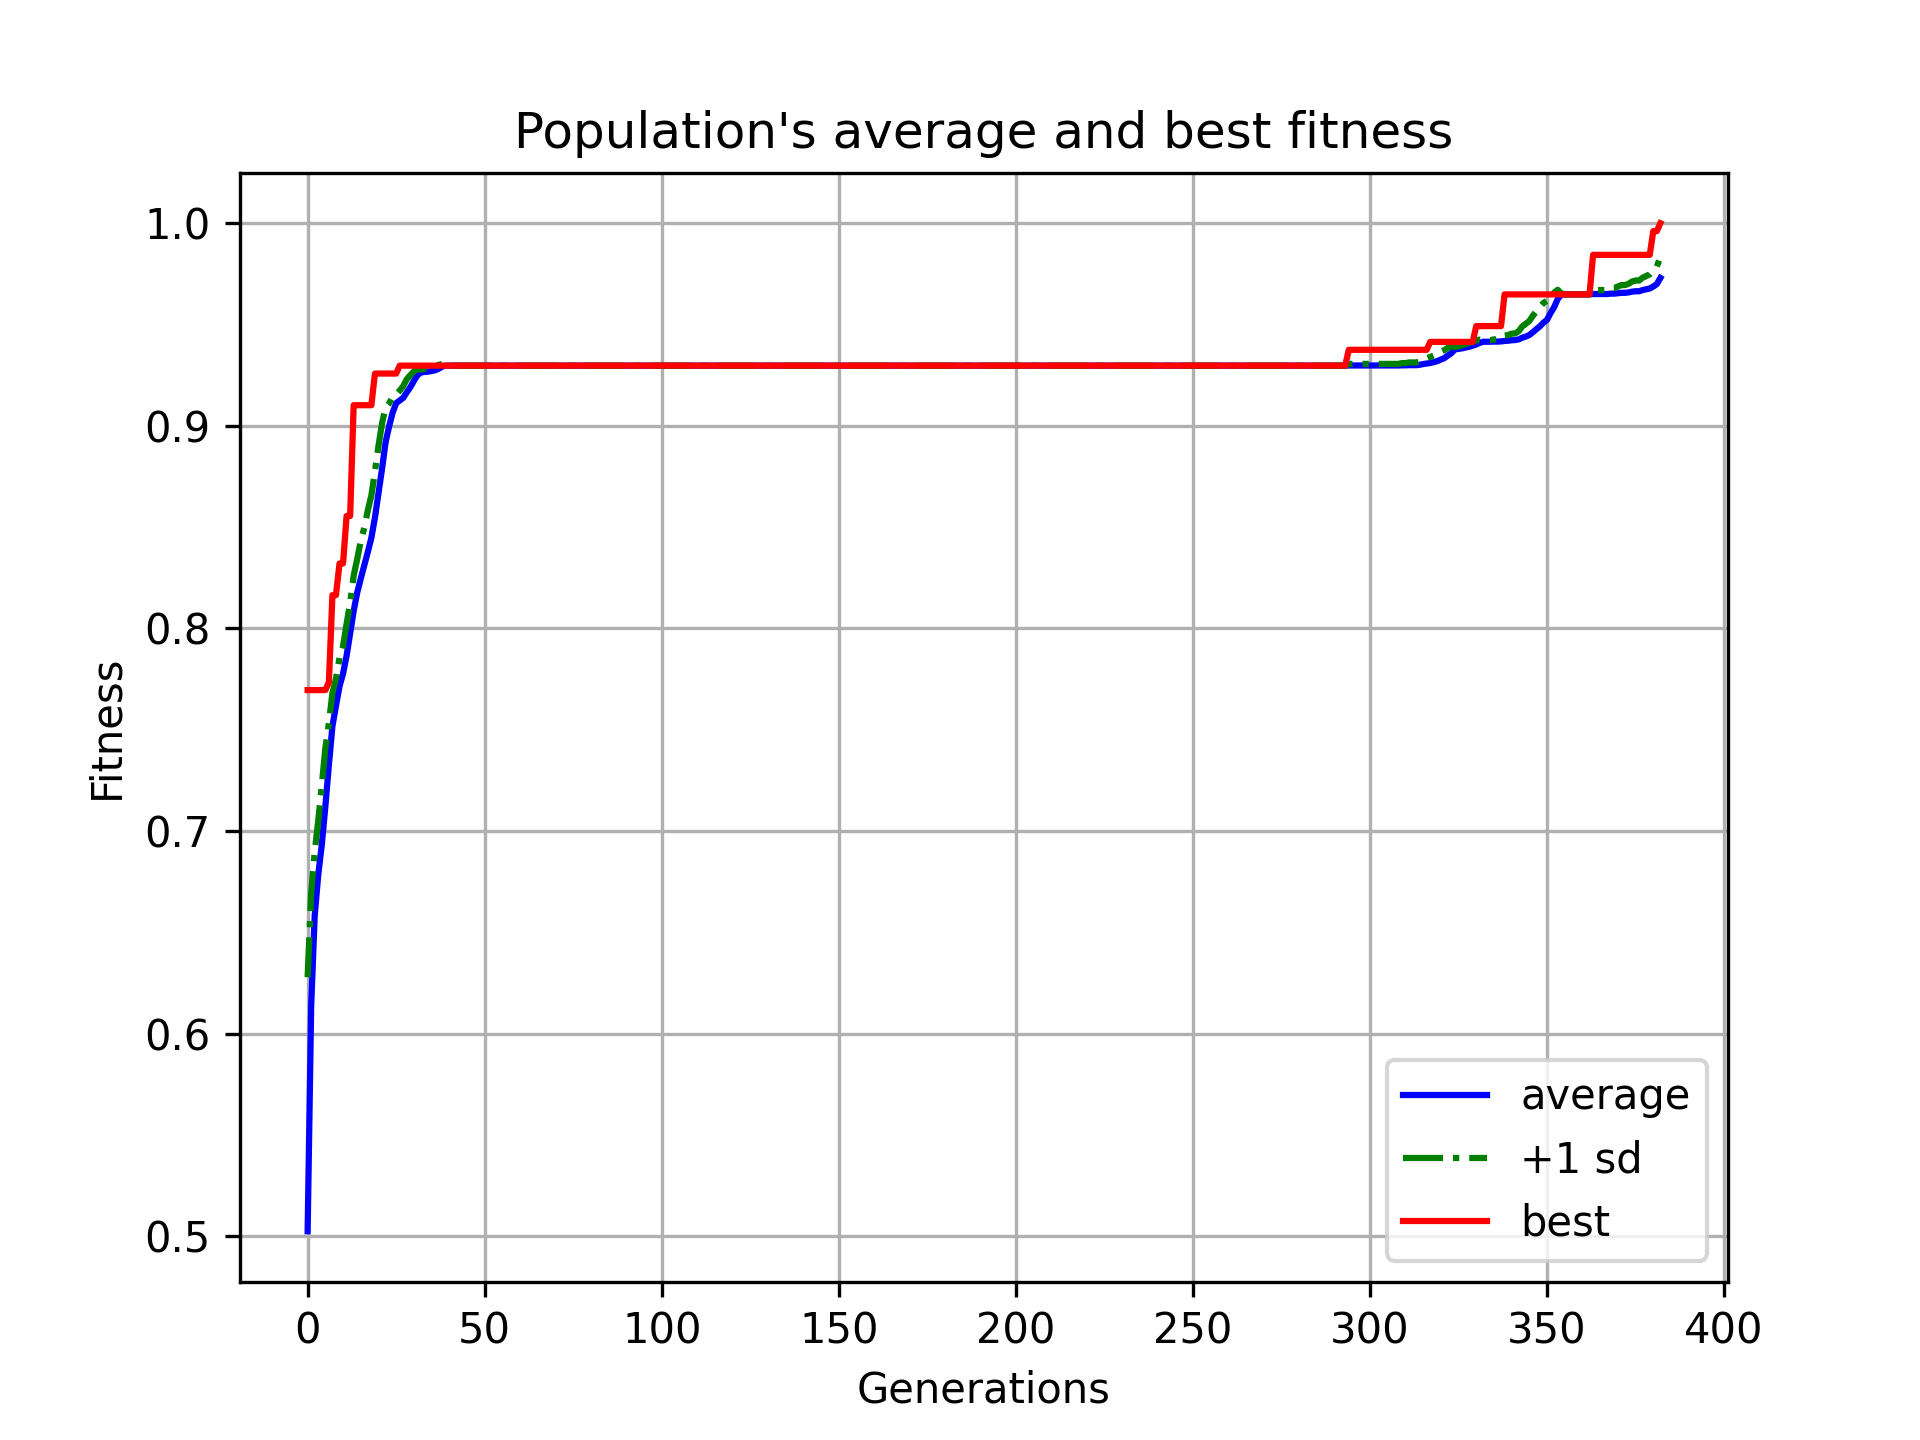 Population's average and best fitness
1.0
0.9
0.8
0.7
0.6
0.5
Fitness
average
+1 sd
best
0 50 100 150 200 250 300 350 400
Generations